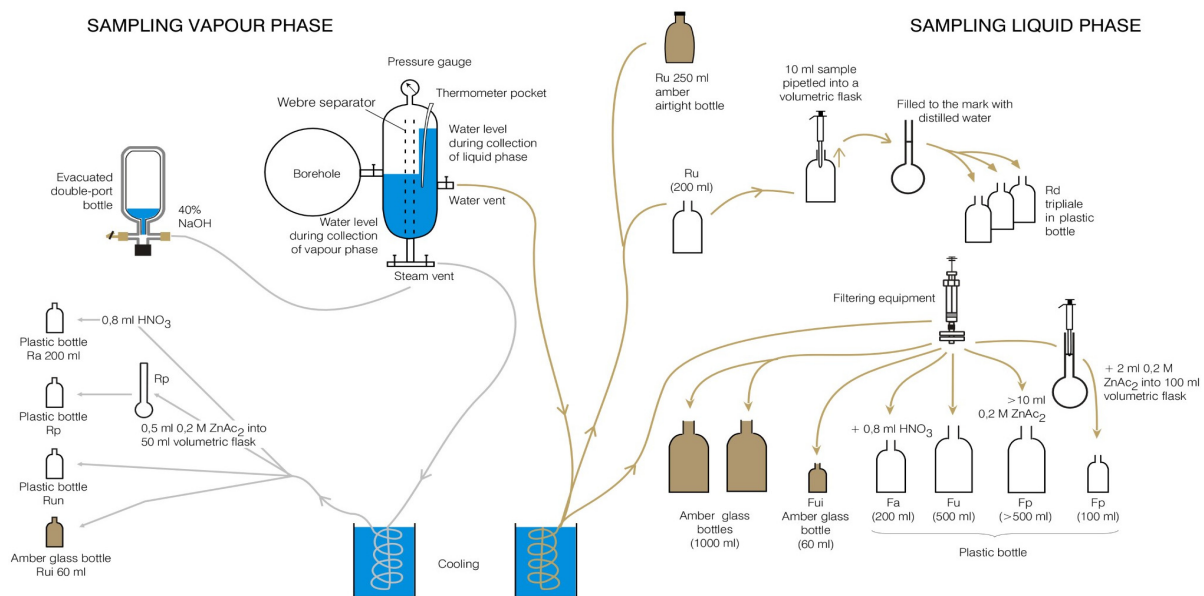 SAMPLING VAPOUR PHASE
SAMPLING LIQUID PHASE
Pressure gauge
Thermometer pocket
Webre separator
Water level
during collection
of liquid phase
Borehole
Water vent
Water level
during collection
of vapour phase
Steam vent
Evacuated
double-port
bottle
40%
NaOH
0,8 ml HNO₃
Plastic bottle
Ra 200 ml
Rp
Plastic bottle
Rp
0,5 ml 0,2 M ZnAc₂ into
50 ml volumetric flask
Plastic bottle
Run
Amber glass bottle
Rui 60 ml
Cooling
Ru 250 ml
amber
airtight bottle
10 ml sample
pipetled into a
volumetric flask
Filled to the mark with
distilled water
Ru
(200 ml)
Rd
tripliale
in plastic
bottle
Filtering equipment
+ 2 ml 0,2 M
ZnAc₂ into 100 ml
volumetric flask
>10 ml
0,2 M ZnAc₂
+ 0,8 ml HNO₃
Amber glass
bottles
(1000 ml)
Fui
Amber glass
bottle
(60 ml)
Fa
(200 ml)
Fu
(500 ml)
Fp
(>500 ml)
Fp
(100 ml)
Plastic bottle